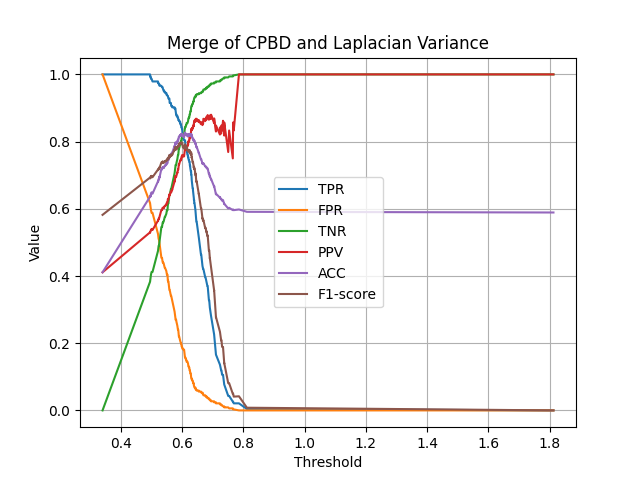 Merge of CPBD and Laplacian Variance
1.0
0.8
0.6
0.4
0.2
0.0
Value
TPR
FPR
TNR
PPV
ACC
F1-score
0.4 0.6 0.8 1.0 1.2 1.4 1.6 1.8
Threshold